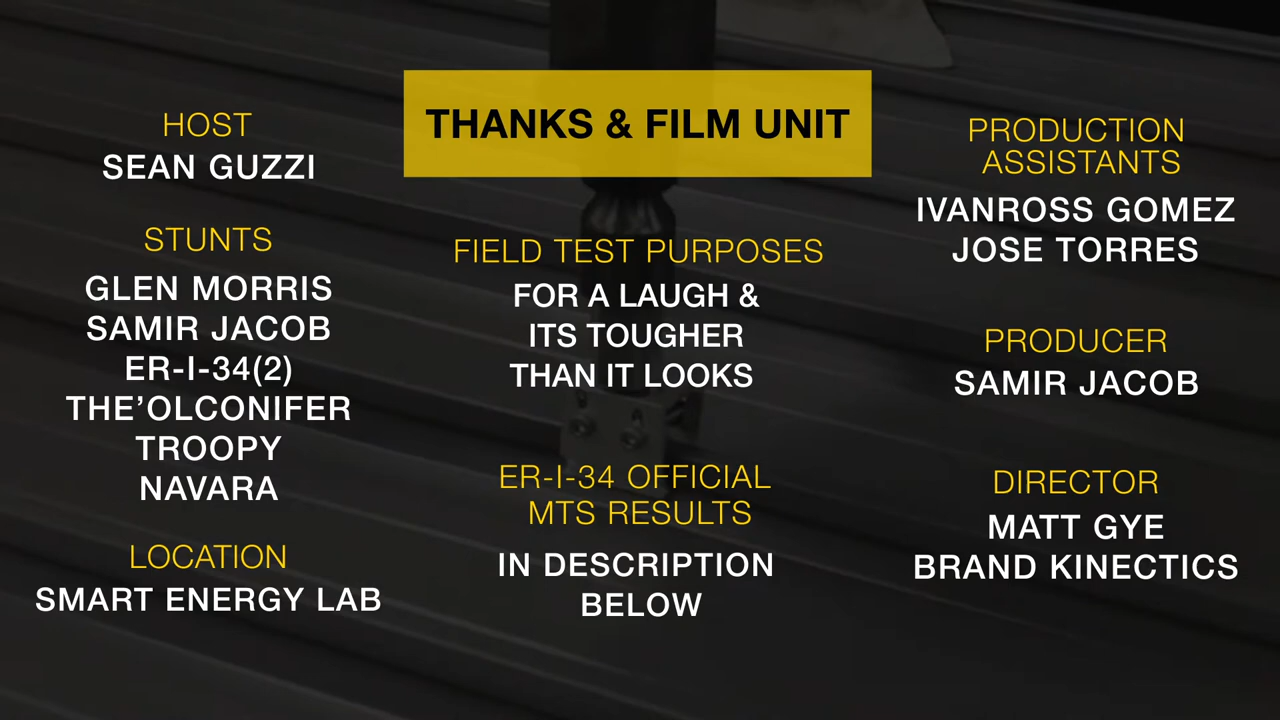 THANKS & FILM UNIT
HOST
SEAN GUZZI
STUNTS
GLEN MORRIS
SAMIR JACOB
ER-I-34(2)
THE'OLCONIFER
TROOPY
NAVARA
LOCATION
SMART ENERGY LAB
FIELD TEST PURPOSES
FOR A LAUGH &
ITS TOUGHER
THAN IT LOOKS
ER-I-34 OFFICIAL
MTS RESULTS
IN DESCRIPTION
BELOW
PRODUCTION
ASSISTANTS
IVANROSS GOMEZ
JOSE TORRES
PRODUCER
SAMIR JACOB
DIRECTOR
MATT GYE
BRAND KINECTICS